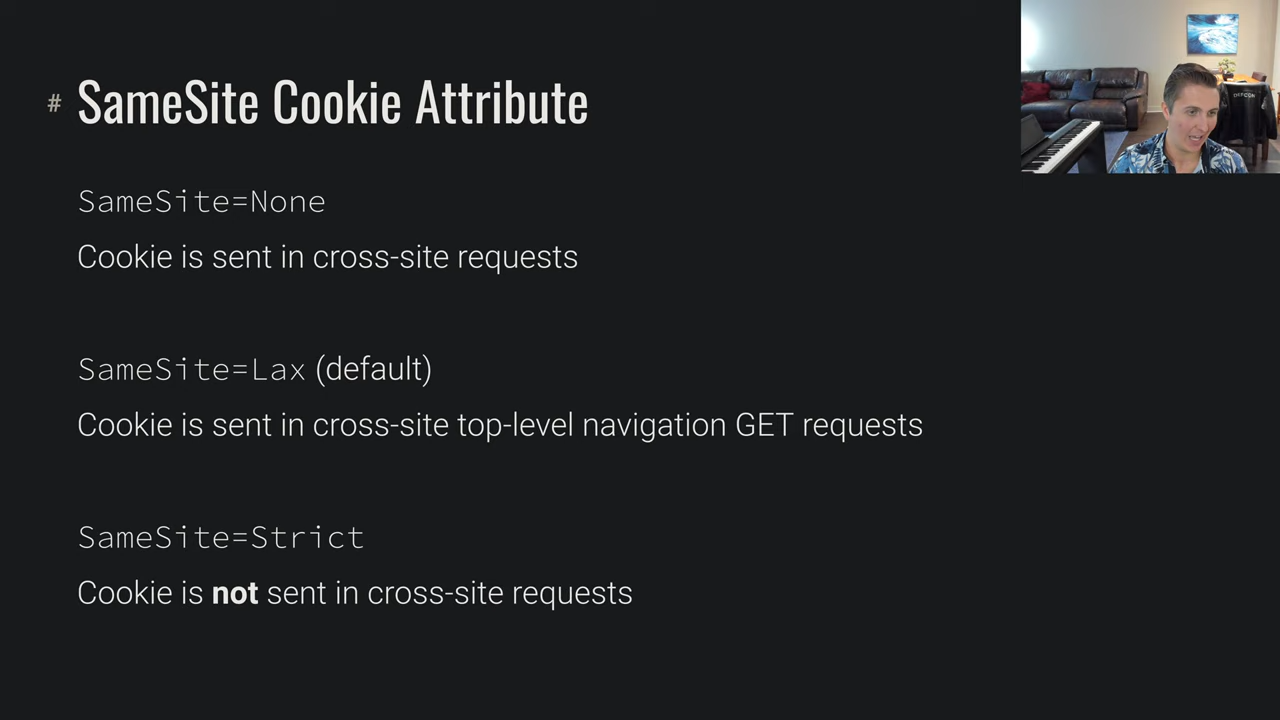 # SameSite Cookie Attribute
SameSite=None
Cookie is sent in cross-site requests
SameSite=Lax (default)
Cookie is sent in cross-site top-level navigation GET requests
SameSite=Strict
Cookie is not sent in cross-site requests
DEFCON